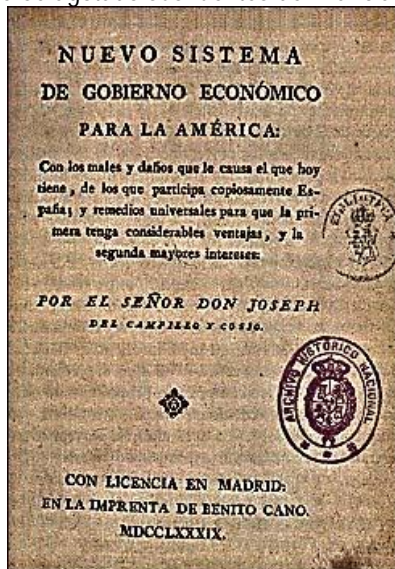 NUEVO SISTEMA
DE GOBIERNO ECONÓMICO
PARA LA AMÉRICA:
Con los males y daños que le causa el que hoy
tiene, de los que participa copiosamente Es-
paña; y remedios universales para que la pri-
mera tenga considerables ventajas, y la
segunda mayores intereses:
POR EL SEÑOR DON JOSEPH
DEL CAMPILLO Y COSIO.
BIBLIOTECA
ARCHIVO HISTÓRICO NACIONAL
CON LICENCIA EN MADRID:
EN LA IMPRENTA DE BENITO CANO.
MDCCLXXXIX.